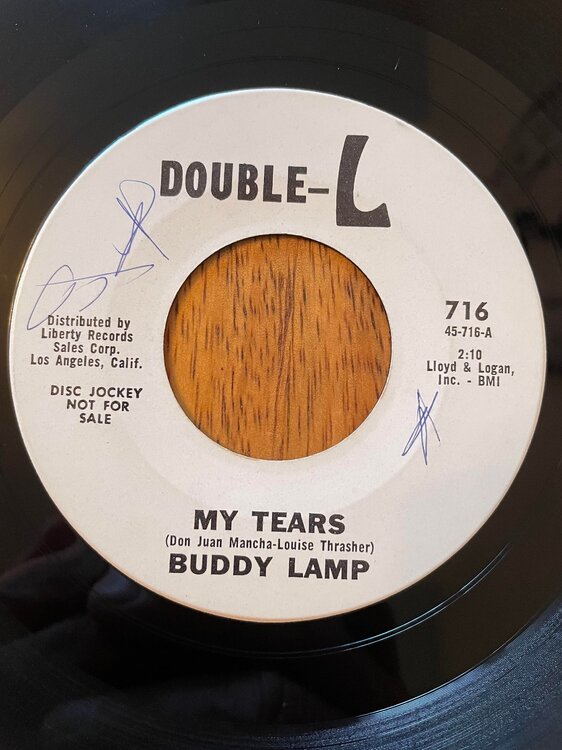 DOUBLE-L
Distributed by
Liberty Records
Sales Corp.
Los Angeles, Calif.
DISC JOCKEY
NOT FOR
SALE
716
45-716-A
2:10
Lloyd & Logan,
Inc. - BMI
MY TEARS
(Don Juan Mancha-Louise Thrasher)
BUDDY LAMP